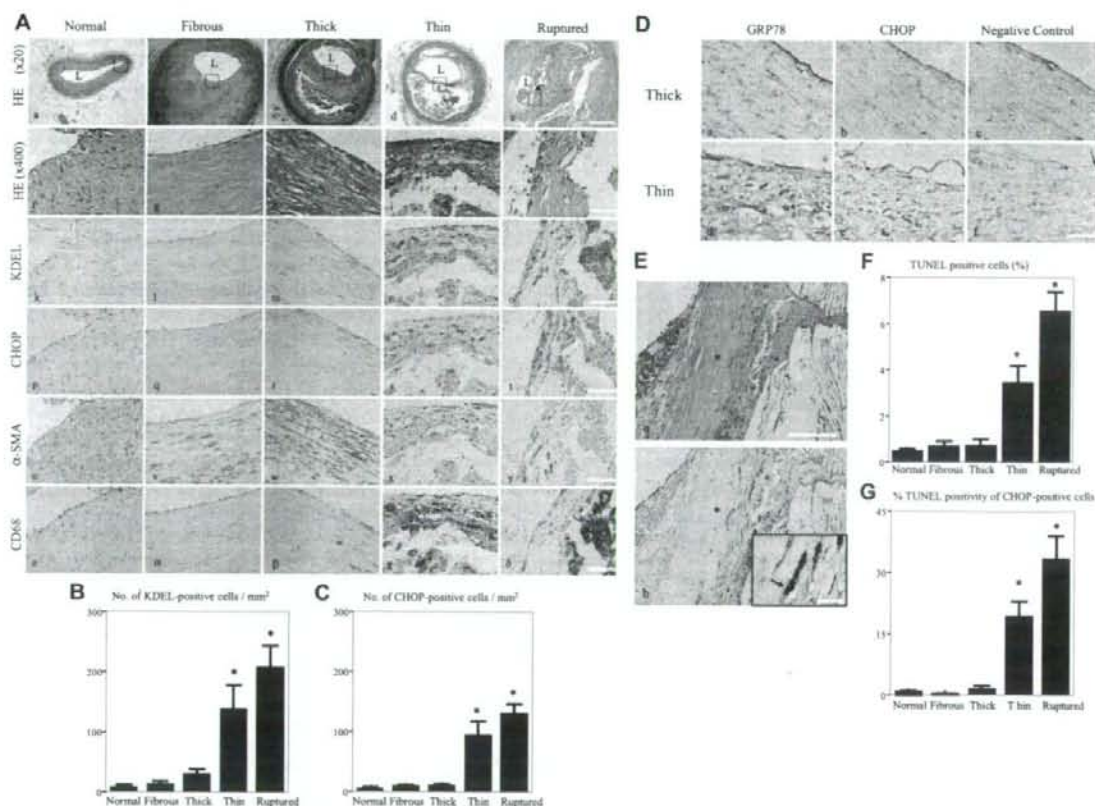 A
Normal Fibrous Thick Thin Ruptured
HE (x20)
L L L L L
a d
HE (x400)
KDEL
k l m
CHOP
p q r s t
α-SMA
v w x y
CD68
B
No. of KDEL-positive cells / mm²
300
200
100
0
* *
Normal Fibrous Thick Thin Ruptured
C
No. of CHOP-positive cells / mm²
300
200
100
0
* *
Normal Fibrous Thick Thin Ruptured
D
GRP78 CHOP Negative Control
Thick
a b c
Thin
E
* *
* *
b
F
TUNEL positive cells (%)
8
6
4
2
0
* *
Normal Fibrous Thick Thin Ruptured
G
% TUNEL positivity of CHOP-positive cells
45
30
15
0
* *
Normal Fibrous Thick T hin Ruptured